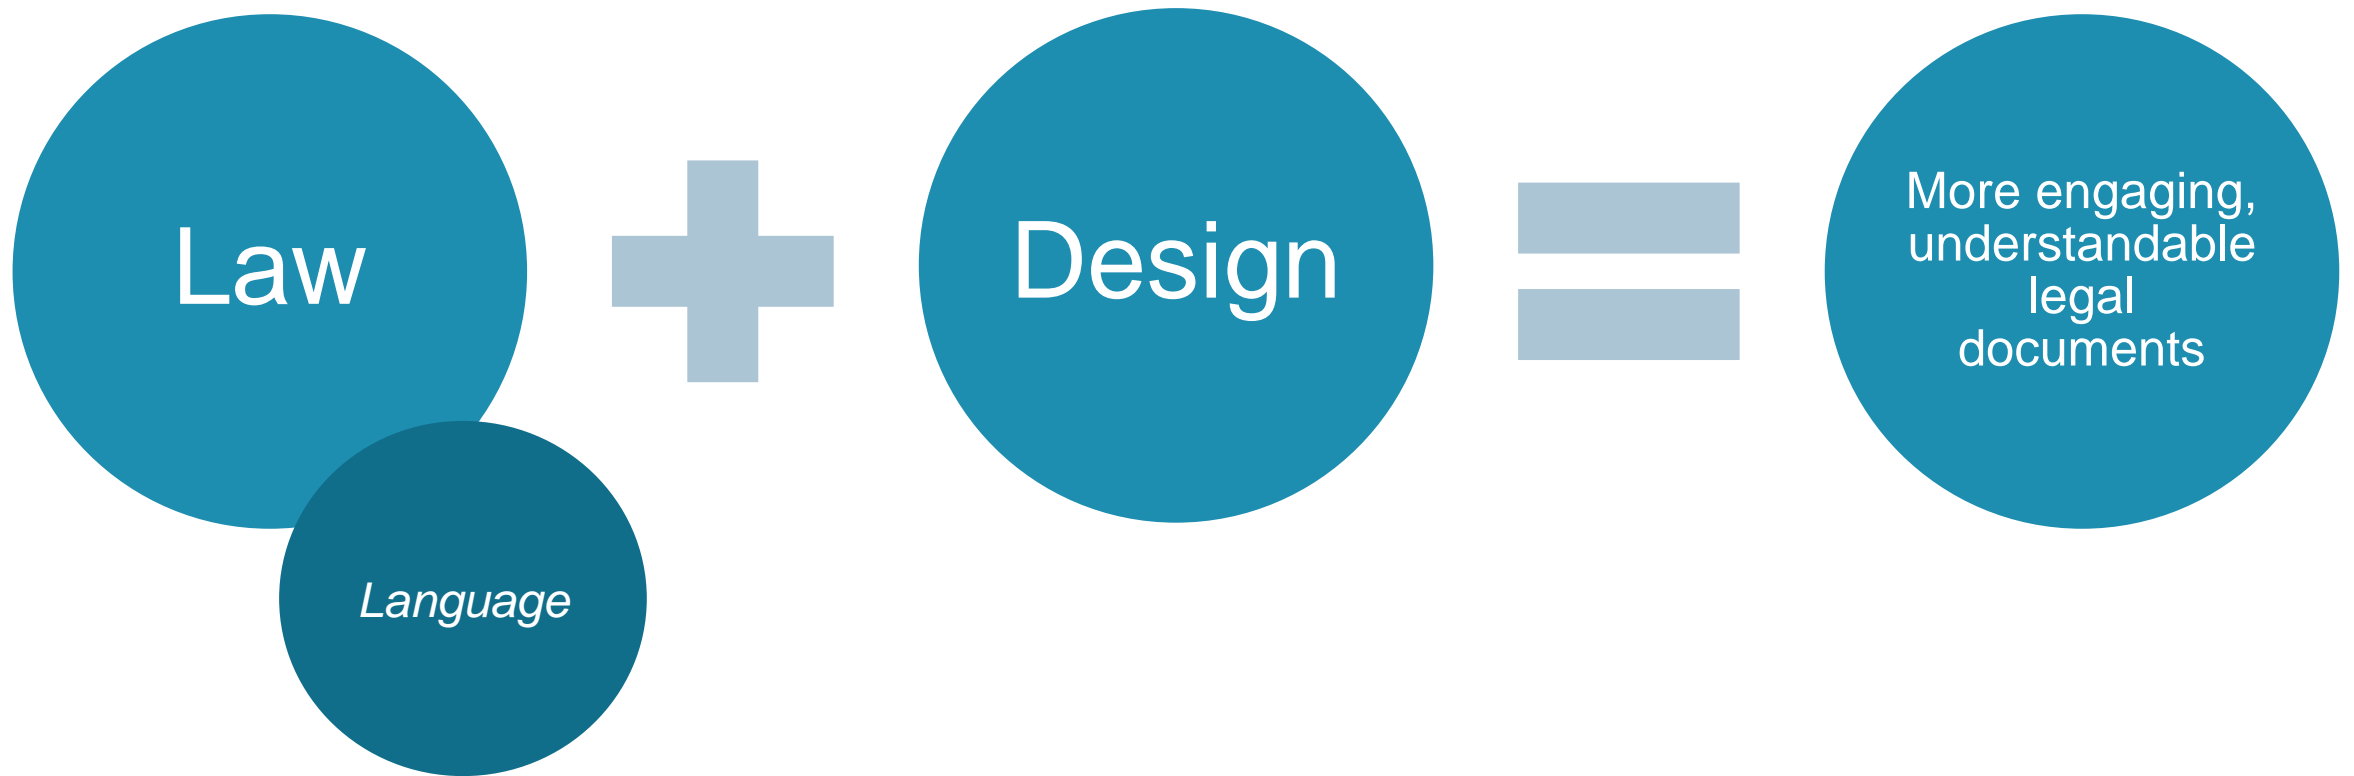 Law
Language
Design
More engaging,
understandable
legal
documents